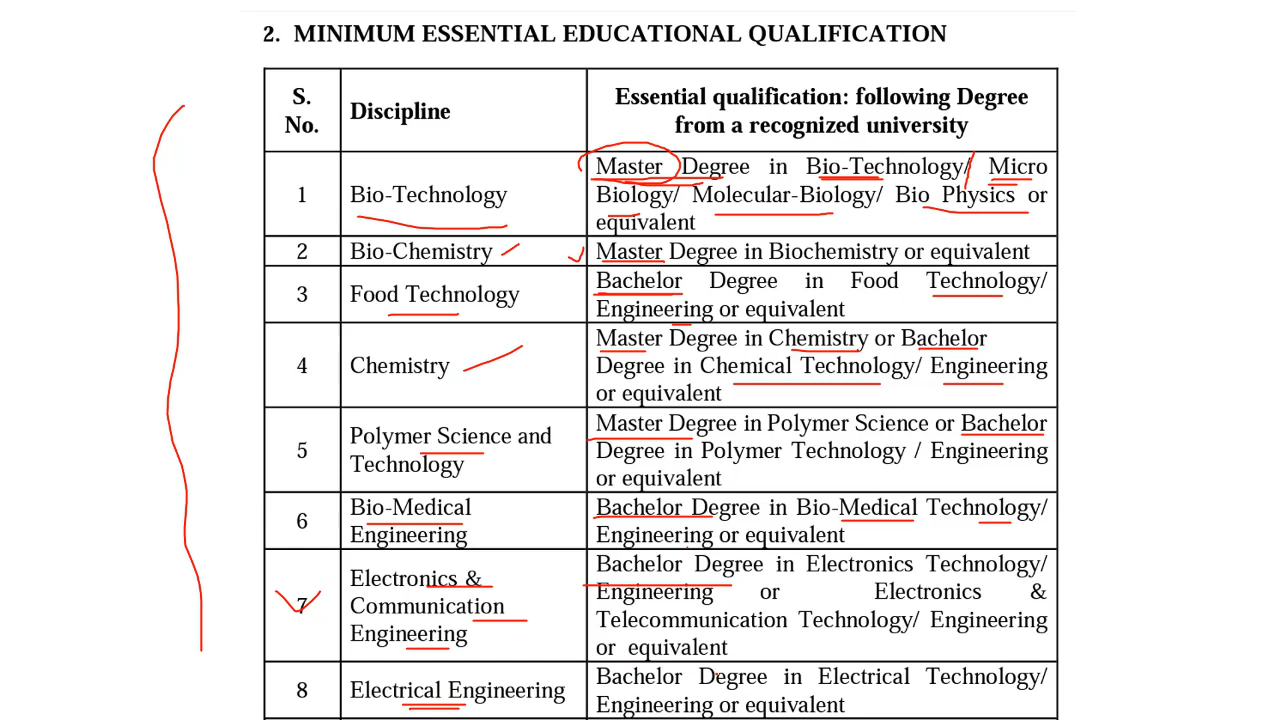 2. MINIMUM ESSENTIAL EDUCATIONAL QUALIFICATION
S. No. Discipline Essential qualification: following Degree from a recognized university
1 Bio-Technology Master Degree in Bio-Technology/ Micro
Biology/ Molecular-Biology/ Bio Physics or
equivalent
2 Bio-Chemistry Master Degree in Biochemistry or equivalent
3 Food Technology Bachelor Degree in Food Technology/
Engineering or equivalent
4 Chemistry Master Degree in Chemistry or Bachelor
Degree in Chemical Technology/ Engineering
or equivalent
5 Polymer Science and Technology Master Degree in Polymer Science or Bachelor
Degree in Polymer Technology / Engineering
or equivalent
6 Bio-Medical Engineering Bachelor Degree in Bio-Medical Technology/
Engineering or equivalent
7 Electronics & Communication Engineering Bachelor Degree in Electronics Technology/
Engineering or Electronics &
Telecommunication Technology/ Engineering
or equivalent
8 Electrical Engineering Bachelor Degree in Electrical Technology/
Engineering or equivalent